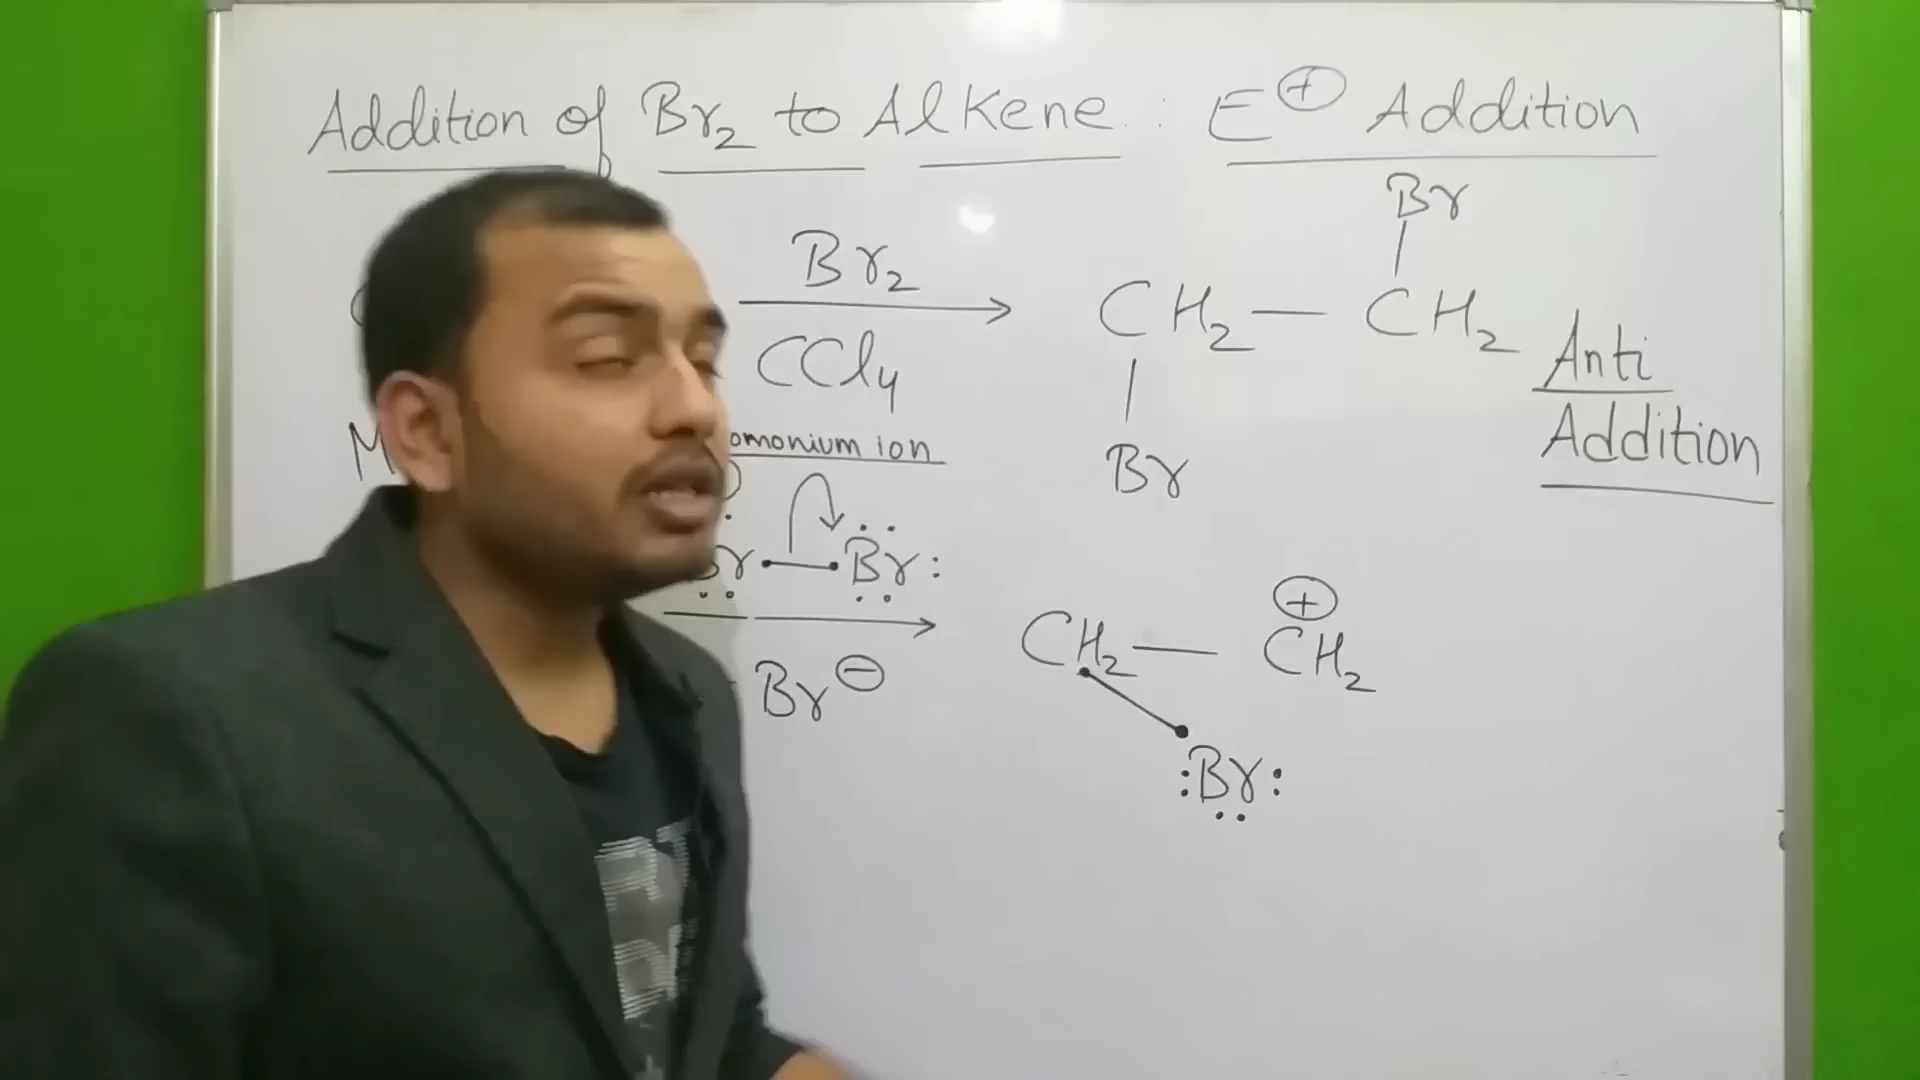 Addition of Br2 to Alkene : E⊕ Addition
Br
Br2
CH2 — CH2
CCl4
Anti
Addition
omonium ion
Br
Br — Br:
⊕
CH2 — CH2
Br⊖
:Br: